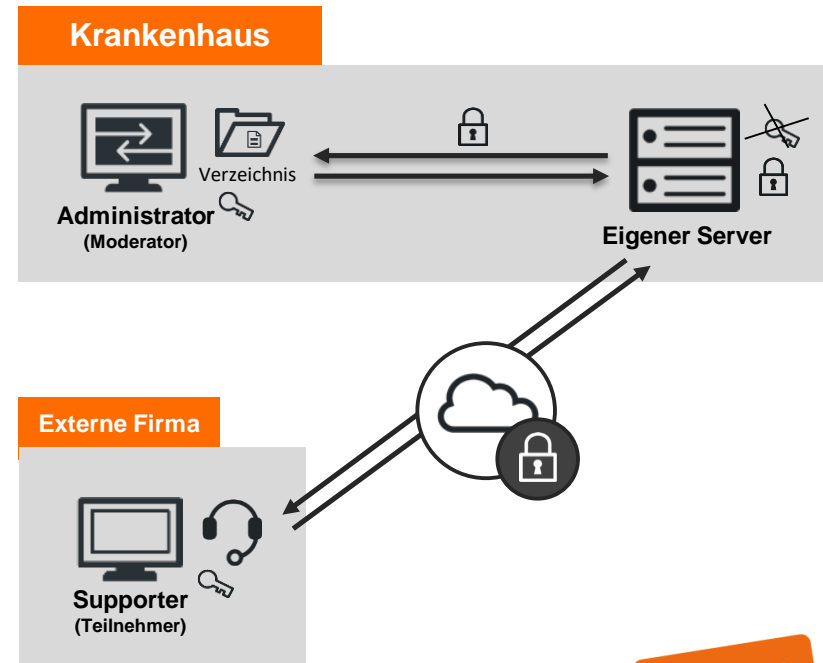 Krankenhaus
Verzeichnis
Administrator
(Moderator)
Eigener Server
Externe Firma
Supporter
(Teilnehmer)